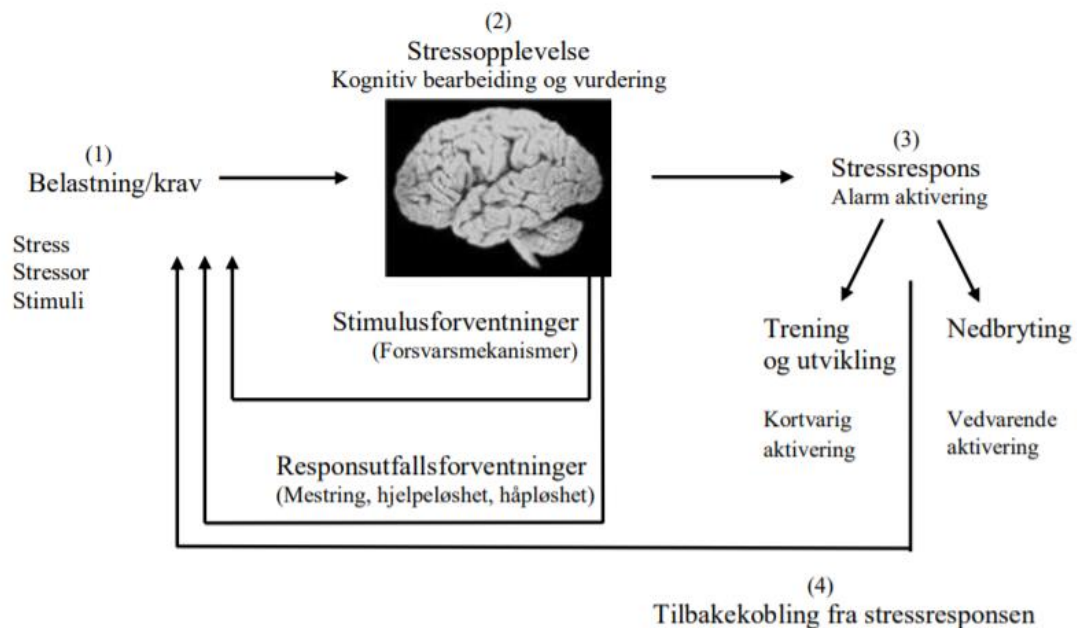 (2)
Stressopplevelse
Kognitiv bearbeiding og vurdering
(1)
Belastning/krav
Stress
Stressor
Stimuli
(3)
Stressrespons
Alarm aktivering
Stimulusforventninger
(Forsvarsmekanismer)
Trening
og utvikling
Nedbryting
Kortvarig
aktivering
Vedvarende
aktivering
Responsutfallsforventninger
(Mestring, hjelpeløshet, håpløshet)
(4)
Tilbakekobling fra stressresponsen